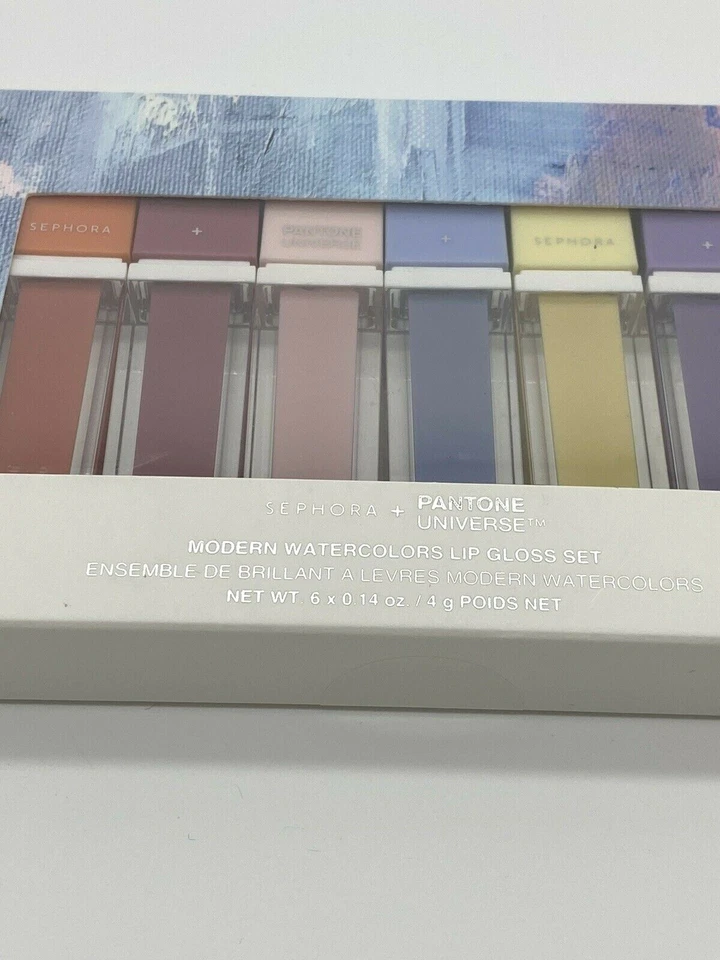 SEPHORA
+
PANTONE
UNIVERSE
+
SEPHORA
+
SEPHORA + PANTONE
UNIVERSE™
MODERN WATERCOLORS LIP GLOSS SET
ENSEMBLE DE BRILLANT A LEVRES MODERN WATERCOLORS
NET WT. 6 x 0.14 oz. / 4 g POIDS NET